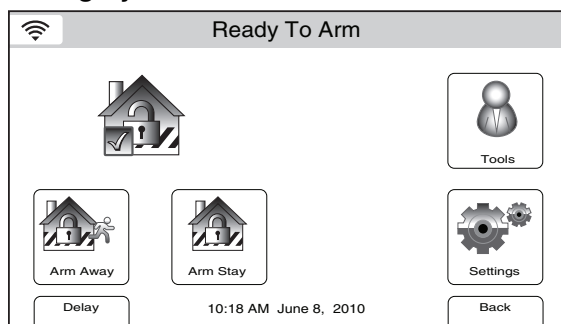 Ready To Arm
Tools
Arm Away
Arm Stay
Settings
Delay
10:18 AM June 8, 2010
Back